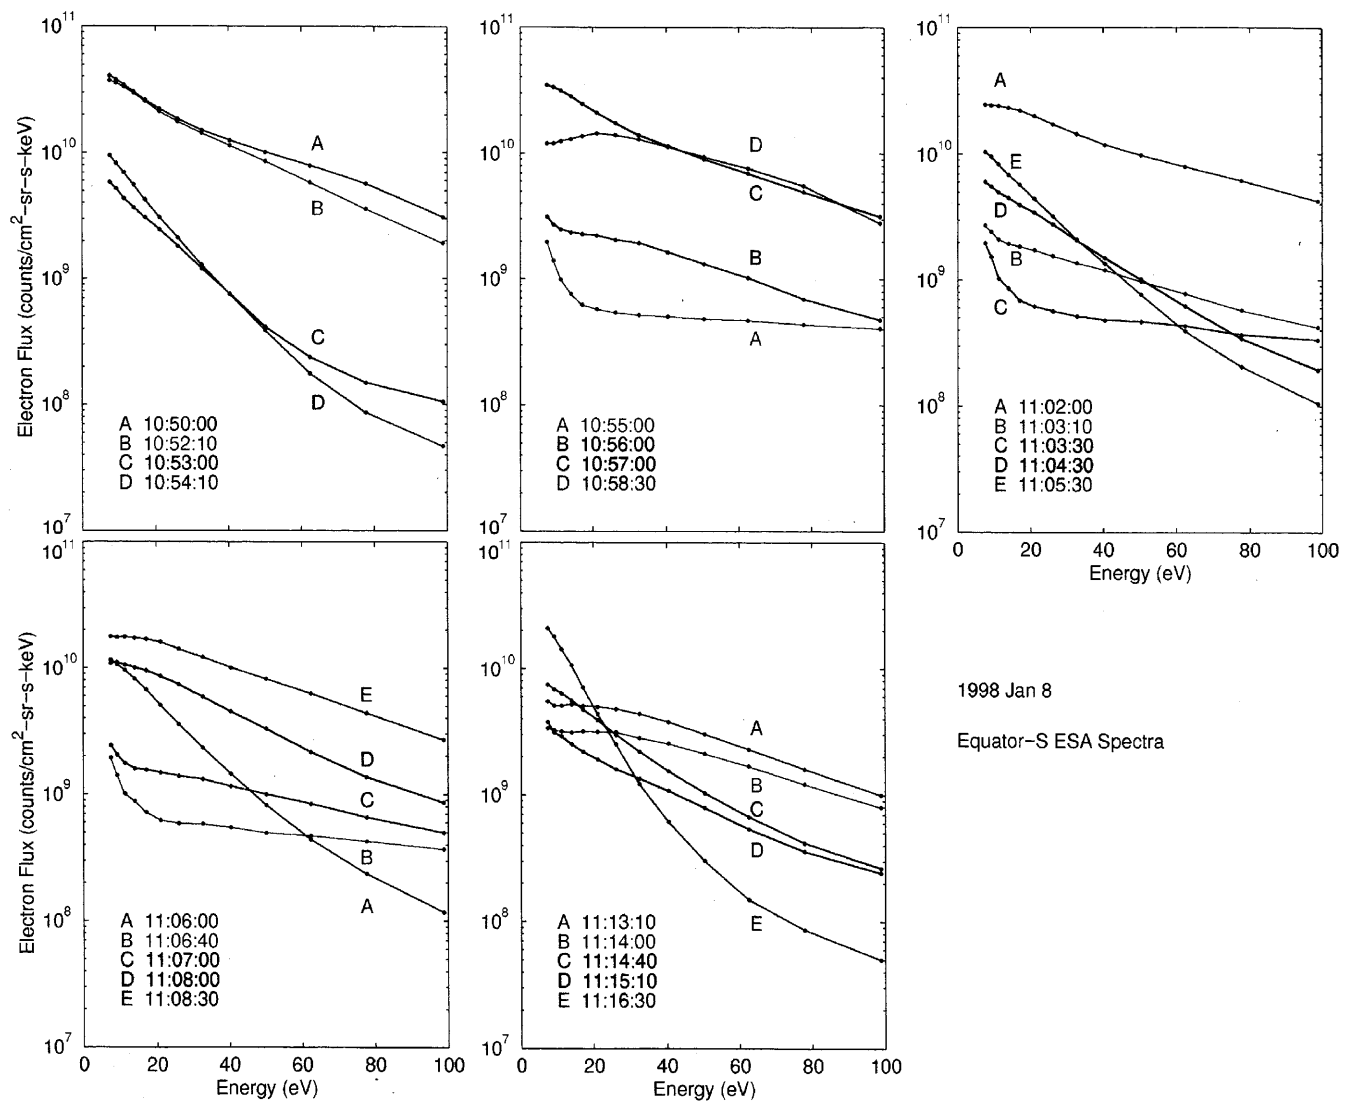 10^11
10^10
10^9
10^8
10^7
Electron Flux (counts/cm^2-sr-s-keV)
A
B
C
D
A 10:50:00
B 10:52:10
C 10:53:00
D 10:54:10
10^11
10^10
10^9
10^8
10^7
D
C
B
A
A 10:55:00
B 10:56:00
C 10:57:00
D 10:58:30
10^11
10^10
10^9
10^8
10^7
A
E
D
B
C
A 11:02:00
B 11:03:10
C 11:03:30
D 11:04:30
E 11:05:30
0 20 40 60 80 100
Energy (eV)
10^11
10^10
10^9
10^8
10^7
Electron Flux (counts/cm^2-sr-s-keV)
E
D
C
B
A
A 11:06:00
B 11:06:40
C 11:07:00
D 11:08:00
E 11:08:30
0 20 40 60 80 100
Energy (eV)
10^11
10^10
10^9
10^8
10^7
A
B
C
D
E
A 11:13:10
B 11:14:00
C 11:14:40
D 11:15:10
E 11:16:30
0 20 40 60 80 100
Energy (eV)
1998 Jan 8
Equator-S ESA Spectra